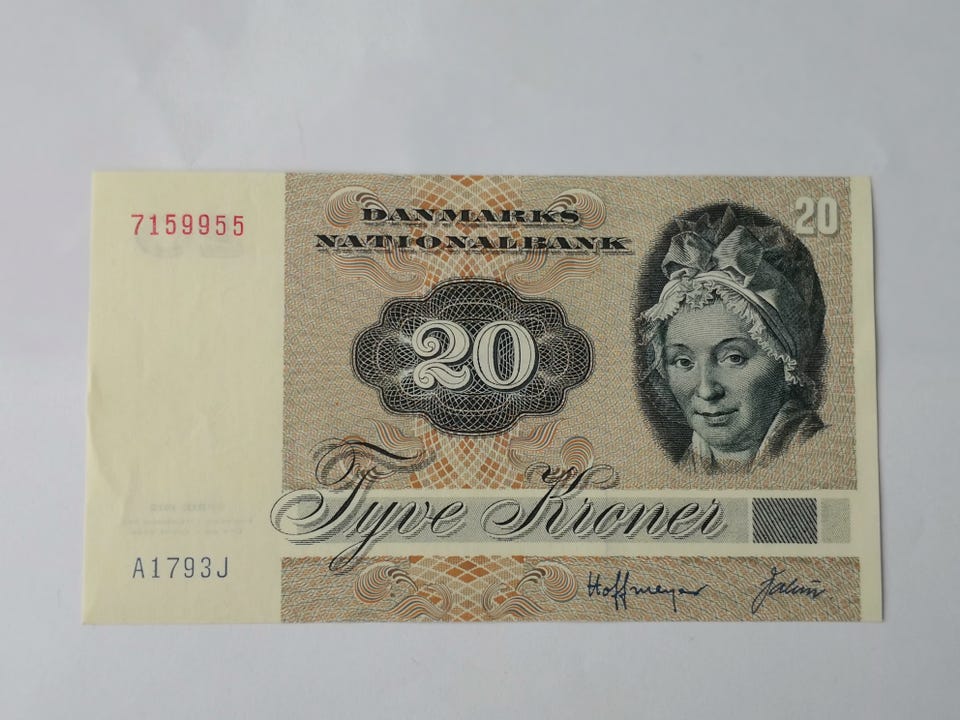 7159955
DANMARKS
NATIONALBANK
20
20
Tyve Kroner
A1793J
Hoffmeyer